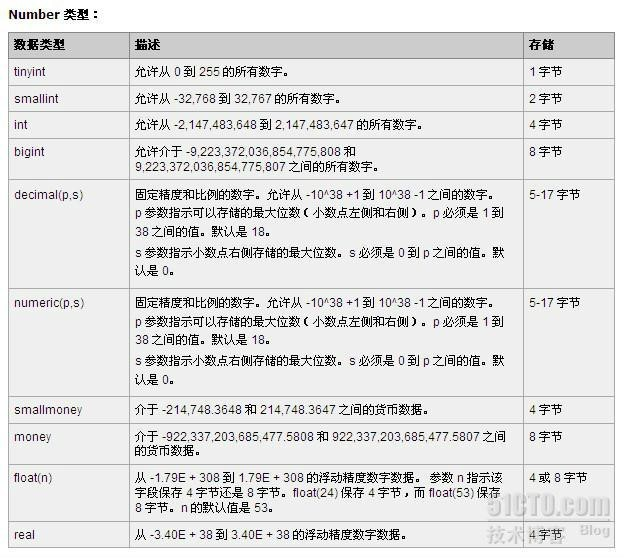 Number 类型：
数据类型 描述 存储
tinyint 允许从 0 到 255 的所有数字。 1 字节
smallint 允许从 -32,768 到 32,767 的所有数字。 2 字节
int 允许从 -2,147,483,648 到 2,147,483,647 的所有数字。 4 字节
bigint 允许介于 -9,223,372,036,854,775,808 和 8 字节
9,223,372,036,854,775,807 之间的所有数字。
decimal(p,s) 固定精度和比例的数字。允许从 -10^38 +1 到 10^38 -1 之间的数字。 5-17 字节
p 参数指示可以存储的最大位数（小数点左侧和右侧）。p 必须是 1 到
38 之间的值。默认是 18。
s 参数指示小数点右侧存储的最大位数。s 必须是 0 到 p 之间的值。默
认是 0。
numeric(p,s) 固定精度和比例的数字。允许从 -10^38 +1 到 10^38 -1 之间的数字。 5-17 字节
p 参数指示可以存储的最大位数（小数点左侧和右侧）。p 必须是 1 到
38 之间的值。默认是 18。
s 参数指示小数点右侧存储的最大位数。s 必须是 0 到 p 之间的值。默
认是 0。
smallmoney 介于 -214,748.3648 和 214,748.3647 之间的货币数据。 4 字节
money 介于 -922,337,203,685,477.5808 和 922,337,203,685,477.5807 之间 8 字节
的货币数据。
float(n) 从 -1.79E + 308 到 1.79E + 308 的浮动精度数字数据。 参数 n 指示该 4 或 8 字节
字段保存 4 字节还是 8 字节。float(24) 保存 4 字节，而 float(53) 保存
8 字节。n 的默认值是 53。
real 从 -3.40E + 38 到 3.40E + 38 的浮动精度数字数据。 4 字节
51CTO.com
技术博客 Blog